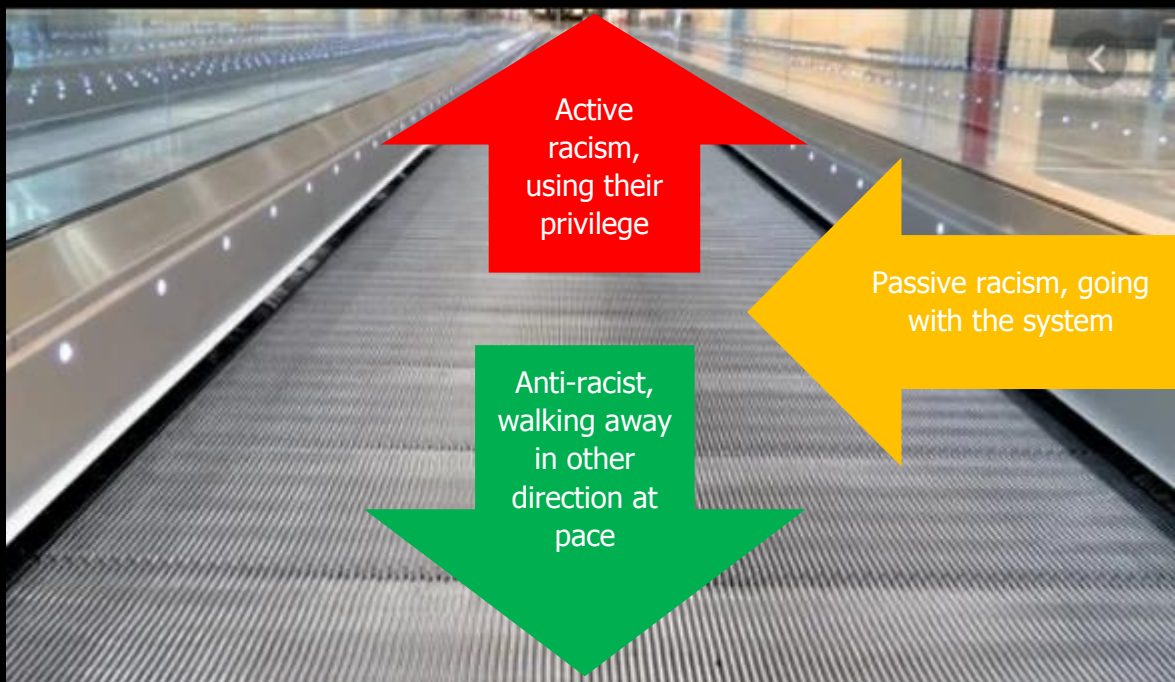 Active
racism,
using their
privilege
Passive racism, going
with the system
Anti-racist,
walking away
in other
direction at
pace